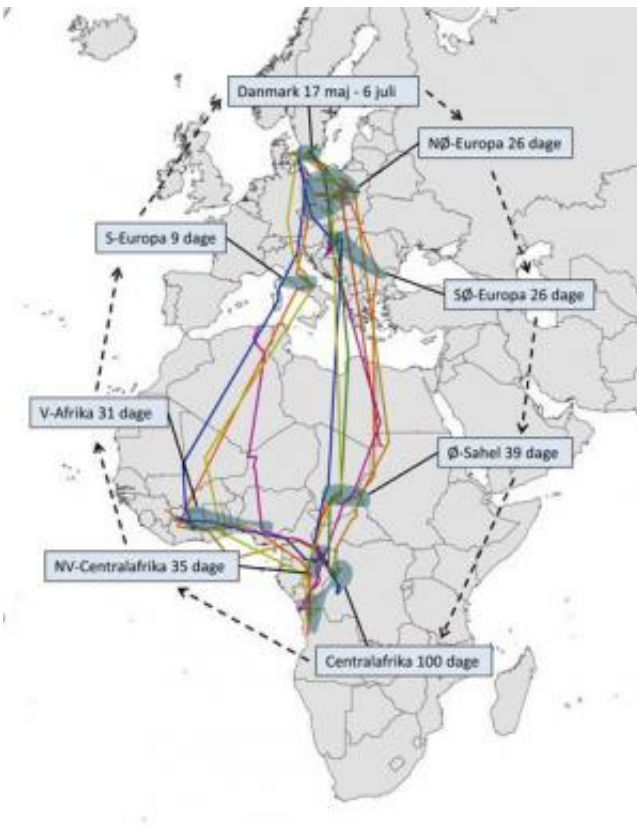 Danmark 17 maj - 6 juli
NØ-Europa 26 dage
S-Europa 9 dage
SØ-Europa 26 dage
V-Afrika 31 dage
Ø-Sahel 39 dage
NV-Centralafrika 35 dage
Centralafrika 100 dage